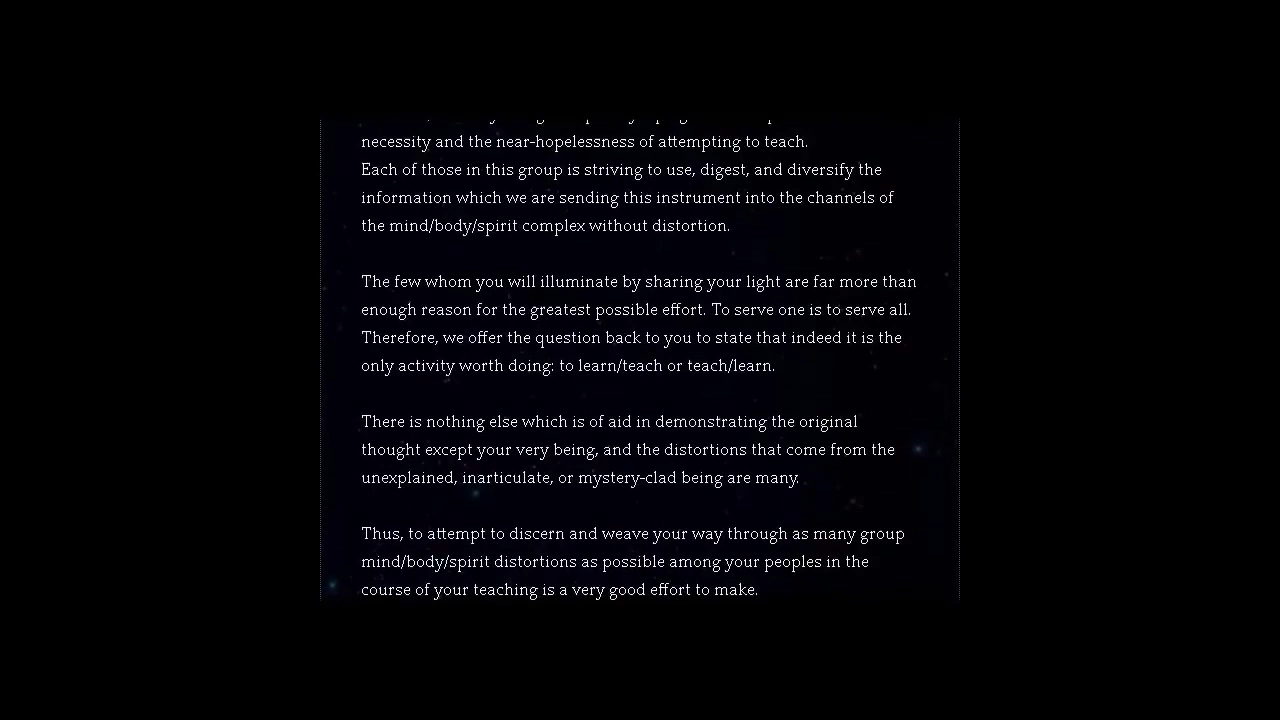 necessity and the near-hopelessness of attempting to teach.
Each of those in this group is striving to use, digest, and diversify the
information which we are sending this instrument into the channels of
the mind/body/spirit complex without distortion.
The few whom you will illuminate by sharing your light are far more than
enough reason for the greatest possible effort. To serve one is to serve all.
Therefore, we offer the question back to you to state that indeed it is the
only activity worth doing: to learn/teach or teach/learn.
There is nothing else which is of aid in demonstrating the original
thought except your very being, and the distortions that come from the
unexplained, inarticulate, or mystery-clad being are many.
Thus, to attempt to discern and weave your way through as many group
mind/body/spirit distortions as possible among your peoples in the
course of your teaching is a very good effort to make.